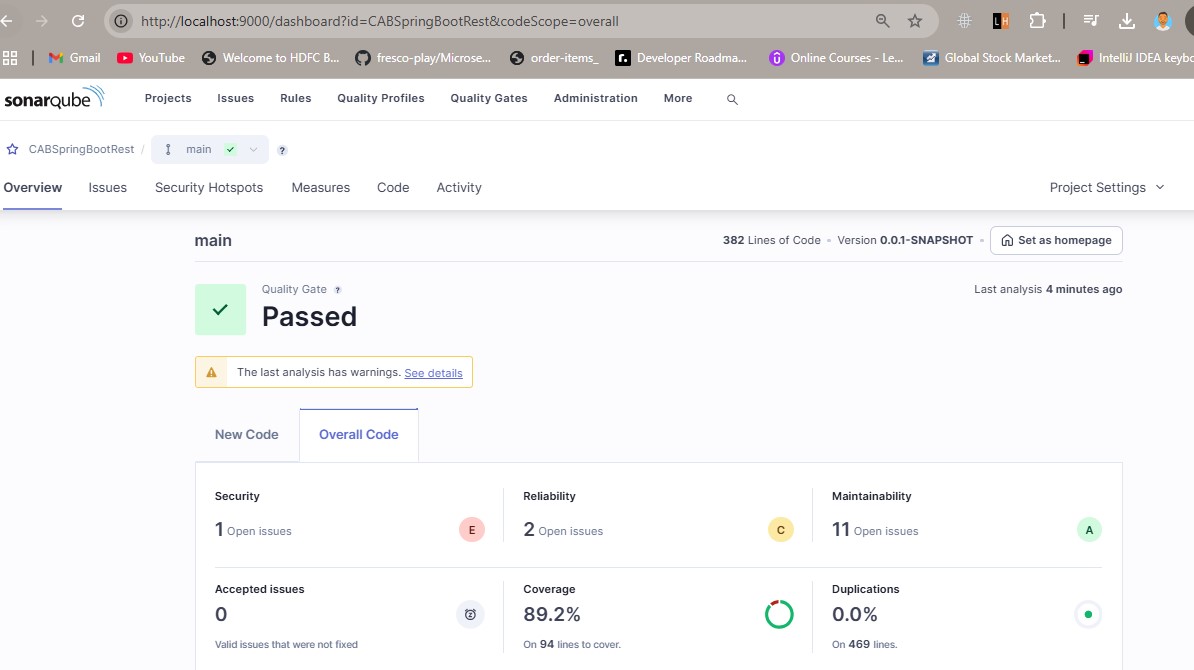 http://localhost:9000/dashboard?id=CABSpringBootRest&codeScope=overall
Gmail YouTube Welcome to HDFC B... fresco-play/Microse... order-items_ Developer Roadma... Online Courses - Le... Global Stock Market... IntelliJ IDEA keybo
sonarqube Projects Issues Rules Quality Profiles Quality Gates Administration More
CABSpringBootRest / main ?
Overview Issues Security Hotspots Measures Code Activity Project Settings
main 382 Lines of Code • Version 0.0.1-SNAPSHOT • Set as homepage
Quality Gate ? Last analysis 4 minutes ago
Passed
The last analysis has warnings. See details
New Code Overall Code
Security Reliability Maintainability
1 Open issues E 2 Open issues C 11 Open issues A
Accepted issues Coverage Duplications
0 89.2% 0.0%
Valid issues that were not fixed On 94 lines to cover. On 469 lines.